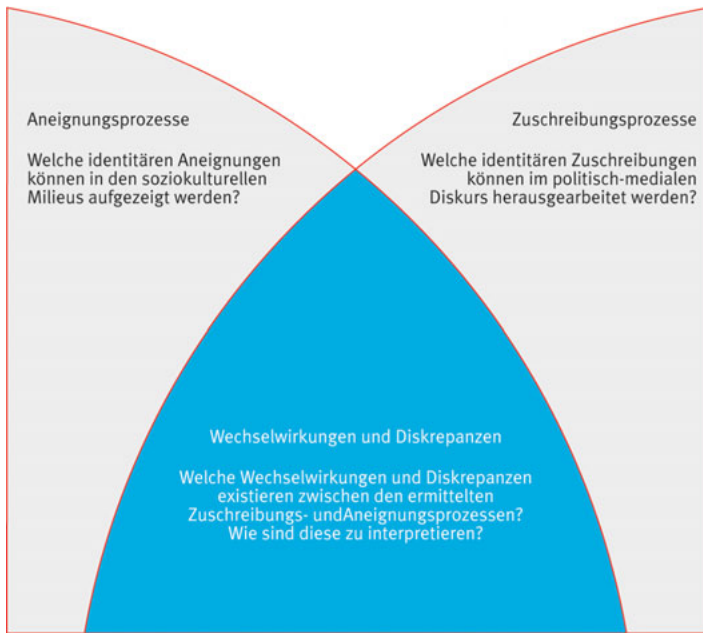 Aneignungsprozesse
Welche identitären Aneignungen
können in den soziokulturellen
Milieus aufgezeigt werden?
Zuschreibungsprozesse
Welche identitären Zuschreibungen
können im politisch-medialen
Diskurs herausgearbeitet werden?
Wechselwirkungen und Diskrepanzen
Welche Wechselwirkungen und Diskrepanzen
existieren zwischen den ermittelten
Zuschreibungs- undAneignungsprozessen?
Wie sind diese zu interpretieren?